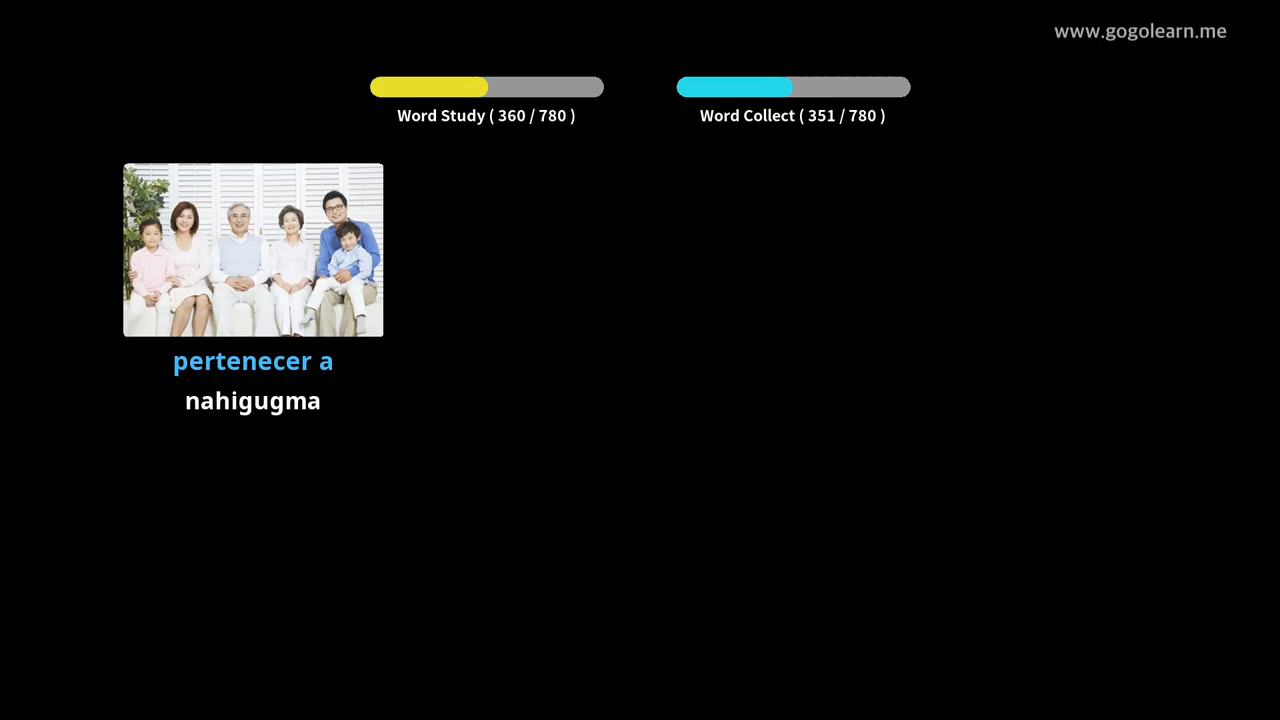 www.gogolearn.me
Word Study ( 360 / 780 )
Word Collect ( 351 / 780 )
pertenecer a
nahigugma